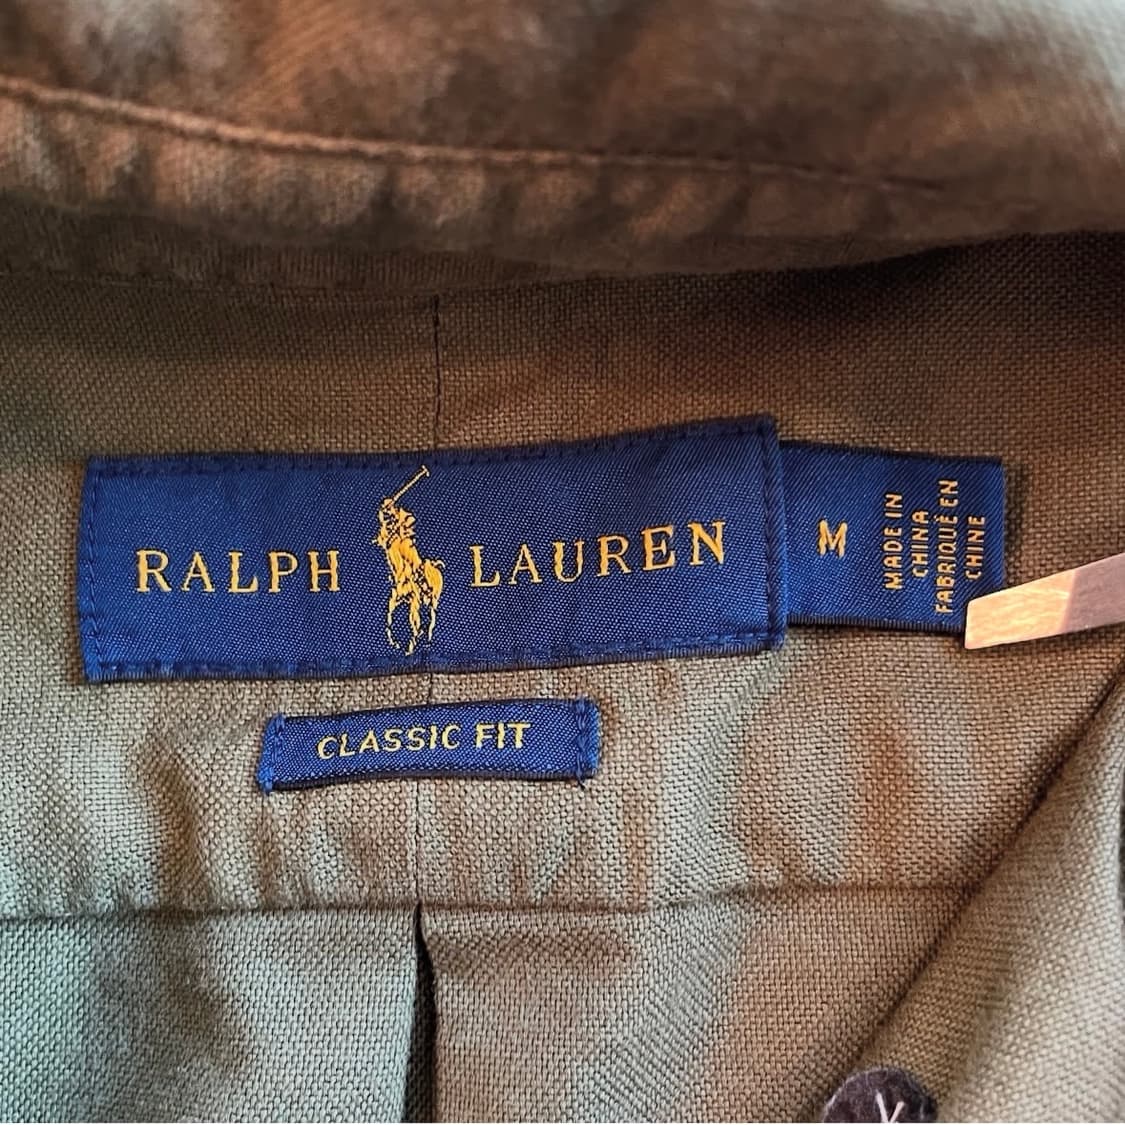 RALPH LAUREN
M
MADE IN
CHINA
FABRIQUÉ EN
CHINE
CLASSIC FIT